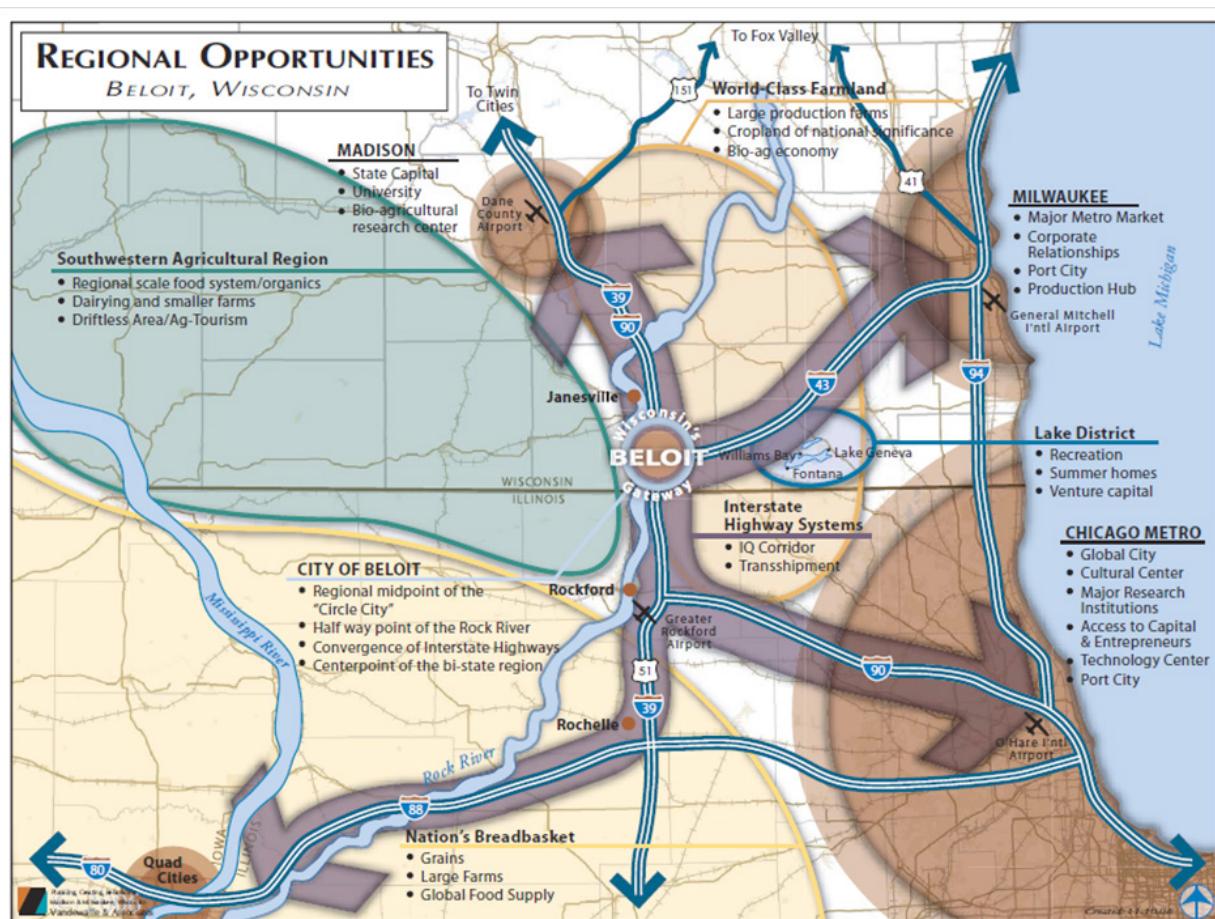 REGIONAL OPPORTUNITIES
BELOIT, WISCONSIN
To Fox Valley
To Twin
Cities
151
World-Class Farmland
• Large production farms
• Cropland of national significance
• Bio-ag economy
MADISON
• State Capital
• University
• Bio-agricultural
research center
Dane
County
Airport
41
MILWAUKEE
• Major Metro Market
• Corporate
Relationships
• Port City
• Production Hub
General Mitchell
I'ntl Airport
Lake Michigan
Southwestern Agricultural Region
• Regional scale food system/organics
• Dairying and smaller farms
• Driftless Area/Ag-Tourism
39
90
43
94
Janesville
Wisconsin's
BELOIT
Gateway
Williams Bay
Lake Geneva
Fontana
Lake District
• Recreation
• Summer homes
• Venture capital
WISCONSIN
ILLINOIS
Interstate
Highway Systems
• IQ Corridor
• Transshipment
CHICAGO METRO
• Global City
• Cultural Center
• Major Research
Institutions
• Access to Capital
& Entrepreneurs
• Technology Center
• Port City
CITY OF BELOIT
• Regional midpoint of the
"Circle City"
• Half way point of the Rock River
• Convergence of Interstate Highways
• Centerpoint of the bi-state region
Mississippi River
Rockford
Greater
Rockford
Airport
51
39
90
Rochelle
O'Hare I'ntl
Airport
Rock River
88
Nation's Breadbasket
• Grains
• Large Farms
• Global Food Supply
IOWA
ILLINOIS
80
Quad
Cities
Vandewalle & Associates